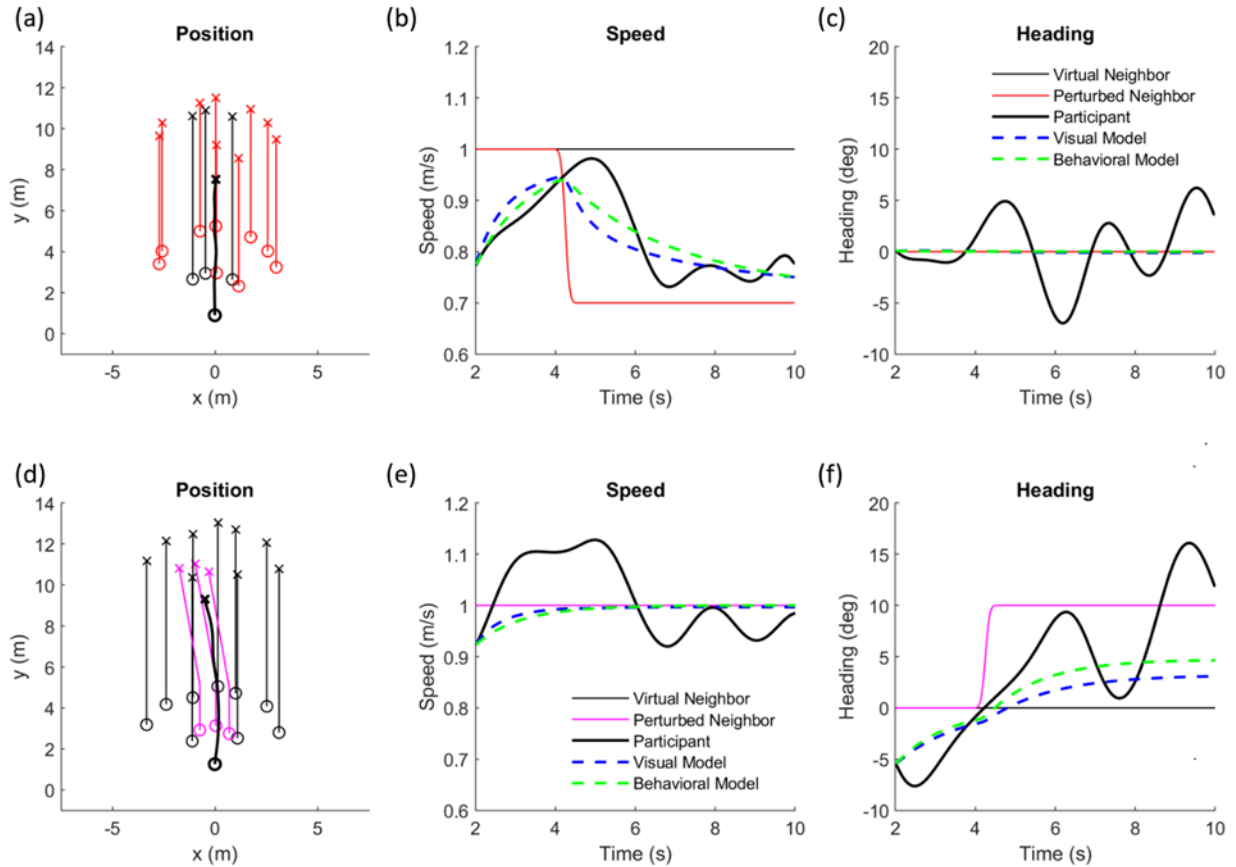 (a)
Position
14
12
10
8
6
4
2
0
y (m)
-5 0 5
x (m)
(b)
Speed
1.2
1.1
1
0.9
0.8
0.7
0.6
Speed (m/s)
2 4 6 8 10
Time (s)
(c)
Heading
20
15
10
5
0
-5
-10
Heading (deg)
Virtual Neighbor
Perturbed Neighbor
Participant
Visual Model
Behavioral Model
2 4 6 8 10
Time (s)
(d)
Position
14
12
10
8
6
4
2
0
y (m)
-5 0 5
x (m)
(e)
Speed
1.2
1.1
1
0.9
0.8
0.7
0.6
Speed (m/s)
Virtual Neighbor
Perturbed Neighbor
Participant
Visual Model
Behavioral Model
2 4 6 8 10
Time (s)
(f)
Heading
20
15
10
5
0
-5
-10
Heading (deg)
2 4 6 8 10
Time (s)